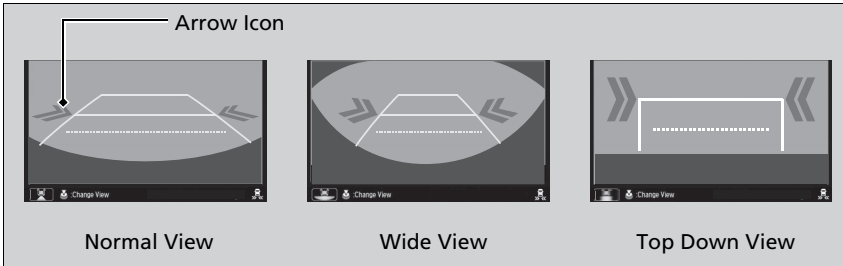 Arrow Icon
:Change View
:Change View
:Change View
Normal View
Wide View
Top Down View